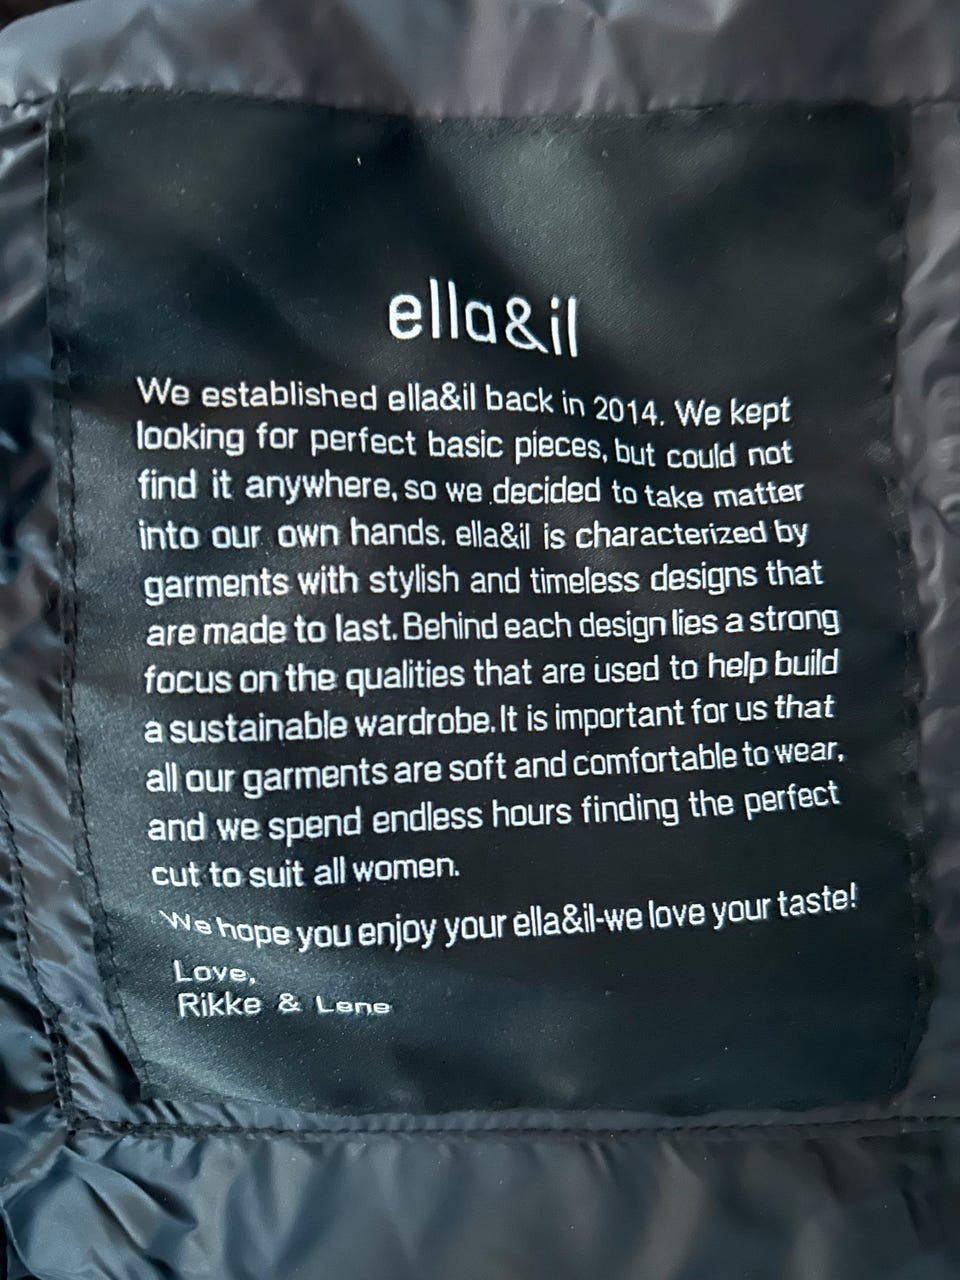 ella&il
We established ella&il back in 2014. We kept
looking for perfect basic pieces, but could not
find it anywhere, so we decided to take matter
into our own hands. ella&il is characterized by
garments with stylish and timeless designs that
are made to last. Behind each design lies a strong
focus on the qualities that are used to help build
a sustainable wardrobe. It is important for us that
all our garments are soft and comfortable to wear,
and we spend endless hours finding the perfect
cut to suit all women.
We hope you enjoy your ella&il-we love your taste!
Love,
Rikke & Lene